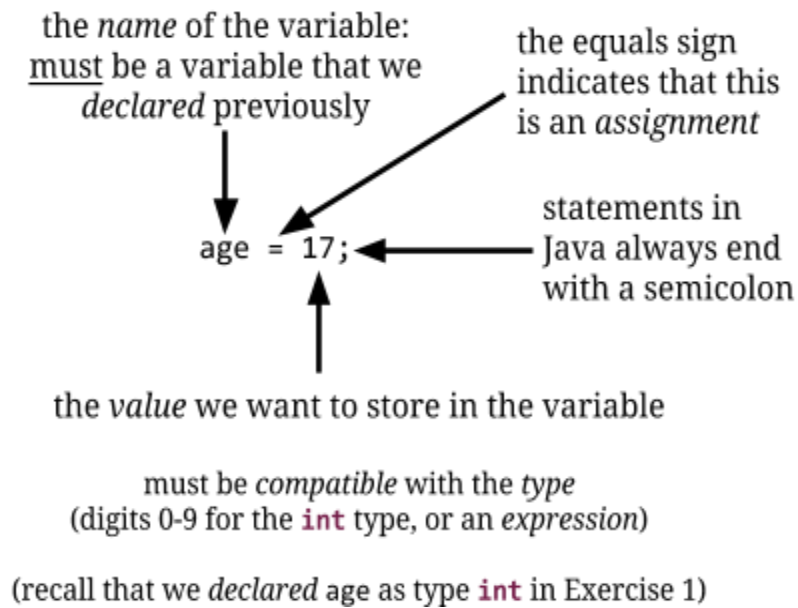 the name of the variable:
must be a variable that we
declared previously
the equals sign
indicates that this
is an assignment
age = 17;
statements in
Java always end
with a semicolon
the value we want to store in the variable
must be compatible with the type
(digits 0-9 for the int type, or an expression)
(recall that we declared age as type int in Exercise 1)